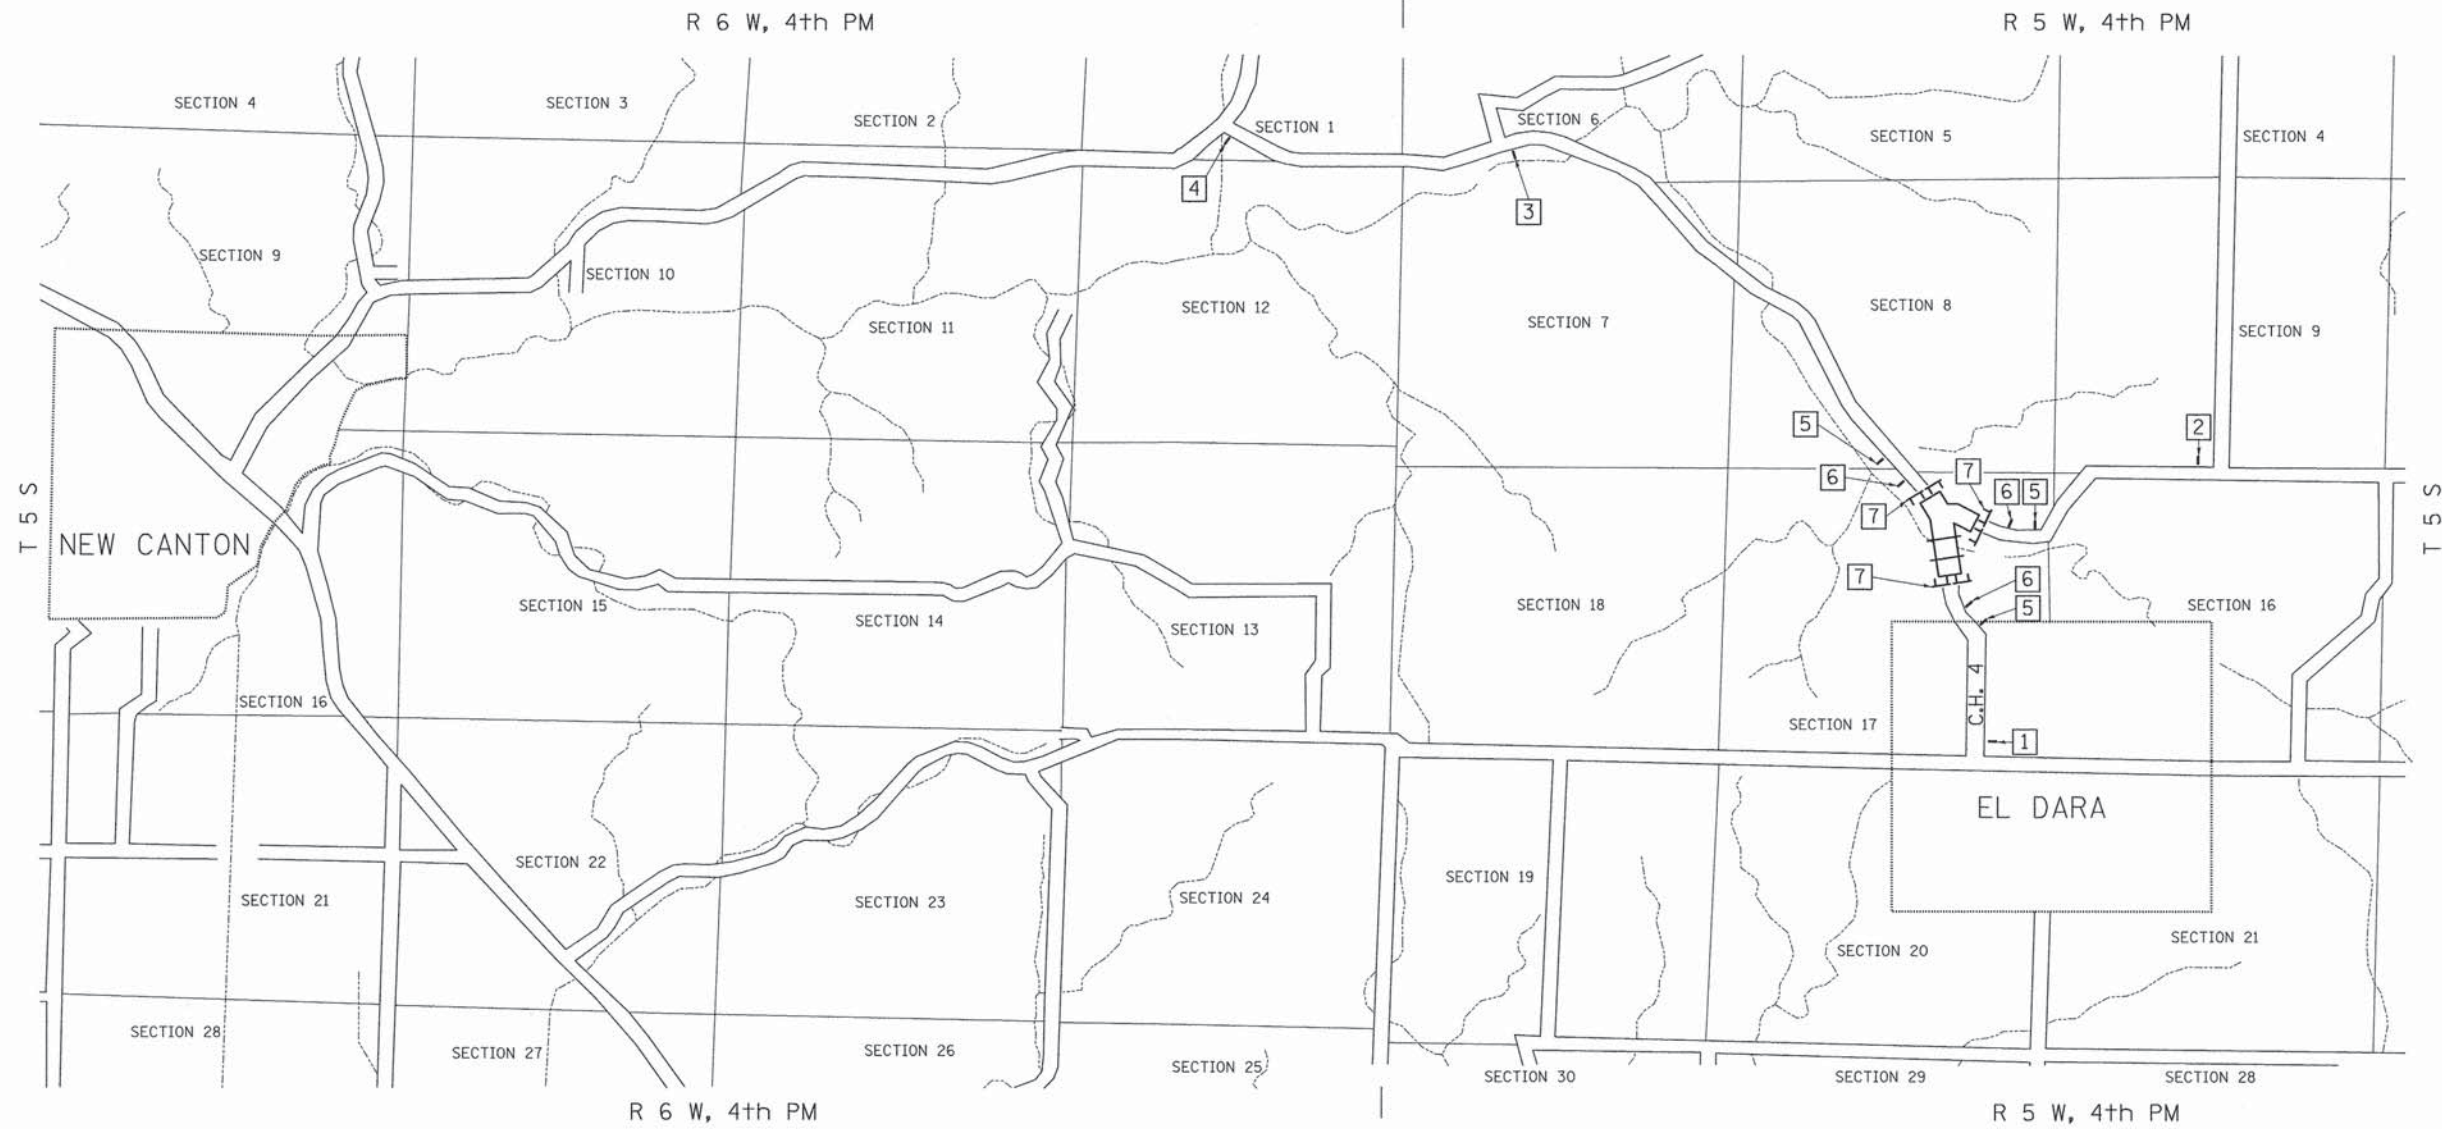 R 6 W, 4th PM
R 5 W, 4th PM
SECTION 4
SECTION 3
SECTION 2
SECTION 1
SECTION 6
SECTION 5
SECTION 4
4
3
SECTION 9
SECTION 10
SECTION 11
SECTION 12
SECTION 7
SECTION 8
SECTION 9
5
2
6
7
6
5
7
T 5 S
NEW CANTON
T 5 S
7
6
5
SECTION 15
SECTION 14
SECTION 13
SECTION 18
SECTION 16
SECTION 16
SECTION 17
C.H. 4
1
EL DARA
SECTION 22
SECTION 21
SECTION 23
SECTION 24
SECTION 19
SECTION 20
SECTION 21
SECTION 28
SECTION 27
SECTION 26
SECTION 25
SECTION 30
SECTION 29
SECTION 28
R 6 W, 4th PM
R 5 W, 4th PM